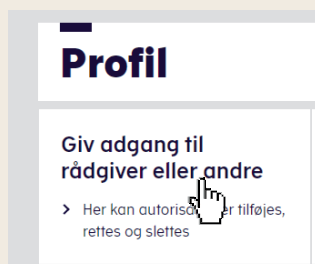 Profil
Giv adgang til
rådgiver eller andre
Her kan tilføjes,
rettes og slettes